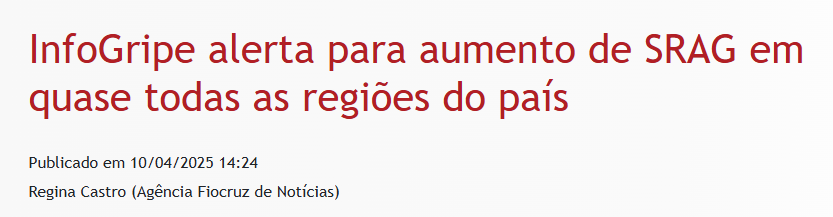 InfoGripe alerta para aumento de SRAG em
quase todas as regiões do país
Publicado em 10/04/2025 14:24
Regina Castro (Agência Fiocruz de Notícias)